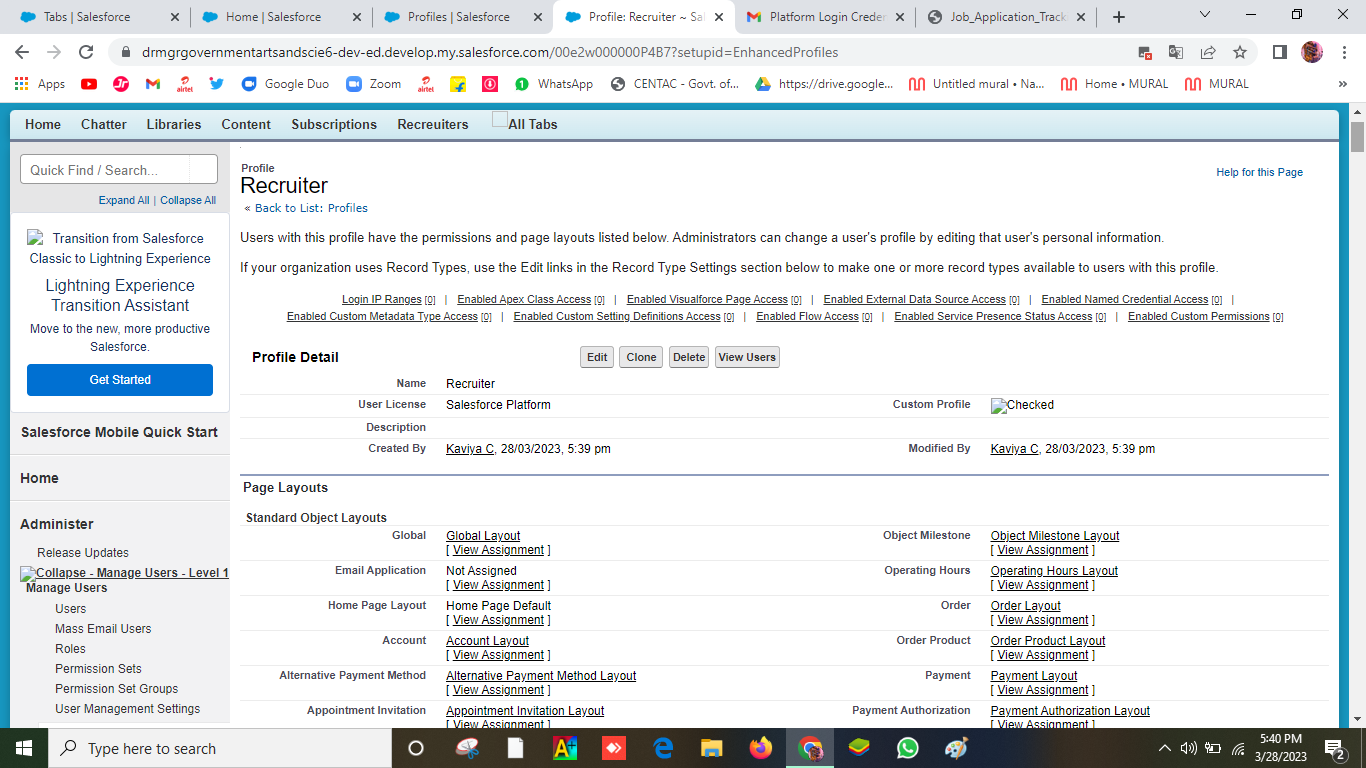 Tabs | Salesforce
Home | Salesforce
Profiles | Salesforce
Profile: Recruiter ~ Sal
Platform Login Creder
Job_Application_Track
drmgrgovernmentartsandscie6-dev-ed.develop.my.salesforce.com/00e2w000000P4B7?setupid=EnhancedProfiles
Apps
airtel
Google Duo
Zoom
airtel
WhatsApp
CENTAC - Govt. of...
https://drive.google...
Untitled mural • Na...
Home • MURAL
MURAL
»
Home
Chatter
Libraries
Content
Subscriptions
Recreuiters
All Tabs
Quick Find / Search...
Expand All | Collapse All
Transition from Salesforce
Classic to Lightning Experience
Lightning Experience
Transition Assistant
Move to the new, more productive
Salesforce.
Get Started
Salesforce Mobile Quick Start
Home
Administer
Release Updates
Collapse - Manage Users - Level 1
Manage Users
Users
Mass Email Users
Roles
Permission Sets
Permission Set Groups
User Management Settings
Profile
Recruiter
Help for this Page
« Back to List: Profiles
Users with this profile have the permissions and page layouts listed below. Administrators can change a user's profile by editing that user's personal information.
If your organization uses Record Types, use the Edit links in the Record Type Settings section below to make one or more record types available to users with this profile.
Login IP Ranges [0] | Enabled Apex Class Access [0] | Enabled Visualforce Page Access [0] | Enabled External Data Source Access [0] | Enabled Named Credential Access [0] |
Enabled Custom Metadata Type Access [0] | Enabled Custom Setting Definitions Access [0] | Enabled Flow Access [0] | Enabled Service Presence Status Access [0] | Enabled Custom Permissions [0]
Profile Detail
Edit
Clone
Delete
View Users
Name Recruiter
User License Salesforce Platform
Custom Profile Checked
Description
Created By Kaviya C, 28/03/2023, 5:39 pm
Modified By Kaviya C, 28/03/2023, 5:39 pm
Page Layouts
Standard Object Layouts
Global Global Layout
[ View Assignment ]
Object Milestone Object Milestone Layout
[ View Assignment ]
Email Application Not Assigned
[ View Assignment ]
Operating Hours Operating Hours Layout
[ View Assignment ]
Home Page Layout Home Page Default
[ View Assignment ]
Order Order Layout
[ View Assignment ]
Account Account Layout
[ View Assignment ]
Order Product Order Product Layout
[ View Assignment ]
Alternative Payment Method Alternative Payment Method Layout
[ View Assignment ]
Payment Payment Layout
[ View Assignment ]
Appointment Invitation Appointment Invitation Layout
[ View Assignment ]
Payment Authorization Payment Authorization Layout
[ View Assignment ]
Type here to search
5:40 PM
3/28/2023
2